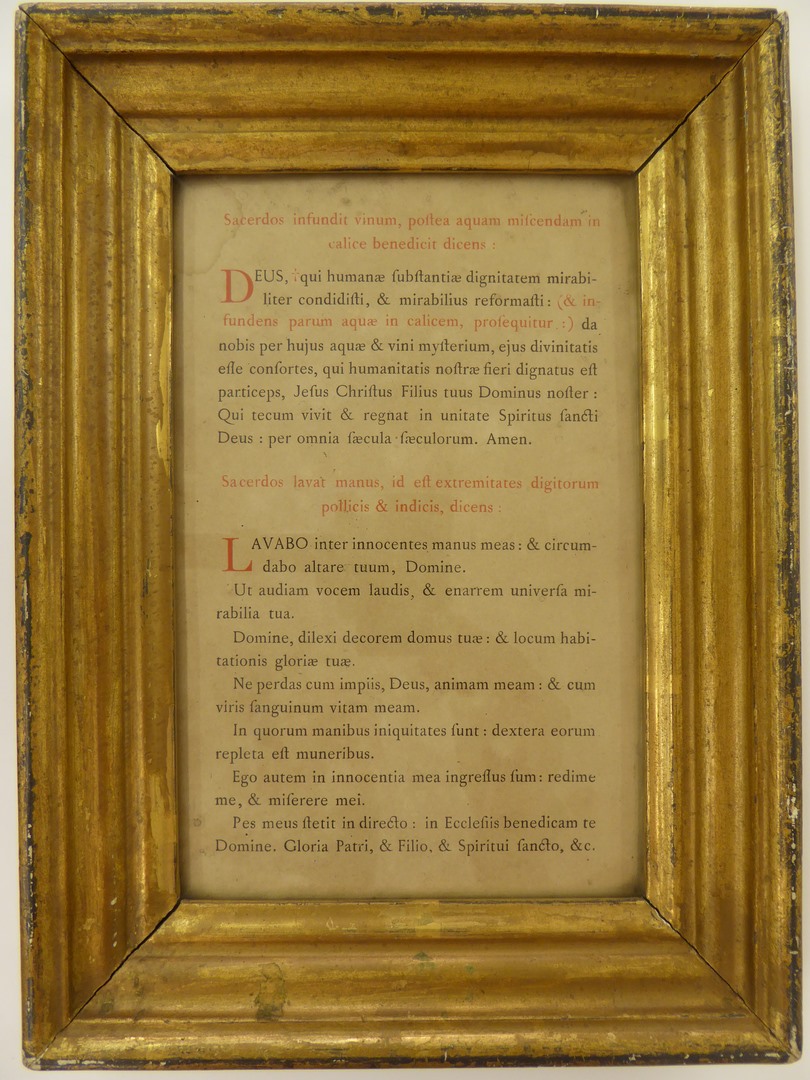 Sacerdos infundit vinum, poſtea aquam miſcendam in
calice benedicit dicens :
DEUS, † qui humanæ ſubſtantiæ dignitatem mirabi-
liter condidiſti, & mirabilius reformaſti : (& in-
fundens parum aquæ in calicem, proſequitur :) da
nobis per hujus aquæ & vini myſterium, ejus divinitatis
eſſe conſortes, qui humanitatis noſtræ fieri dignatus eſt
particeps, Jeſus Chriſtus Filius tuus Dominus noſter :
Qui tecum vivit & regnat in unitate Spiritus ſancti
Deus : per omnia ſæcula ſæculorum. Amen.
Sacerdos lavat manus, id eſt extremitates digitorum
pollicis & indicis, dicens :
LAVABO inter innocentes manus meas : & circum-
dabo altare tuum, Domine.
Ut audiam vocem laudis, & enarrem univerſa mi-
rabilia tua.
Domine, dilexi decorem domus tuæ : & locum habi-
tationis gloriæ tuæ.
Ne perdas cum impiis, Deus, animam meam : & cum
viris ſanguinum vitam meam.
In quorum manibus iniquitates ſunt : dextera eorum
repleta eſt muneribus.
Ego autem in innocentia mea ingreſſus ſum : redime
me, & miſerere mei.
Pes meus ſtetit in directo : in Eccleſiis benedicam te
Domine. Gloria Patri, & Filio, & Spiritui ſancto, &c.